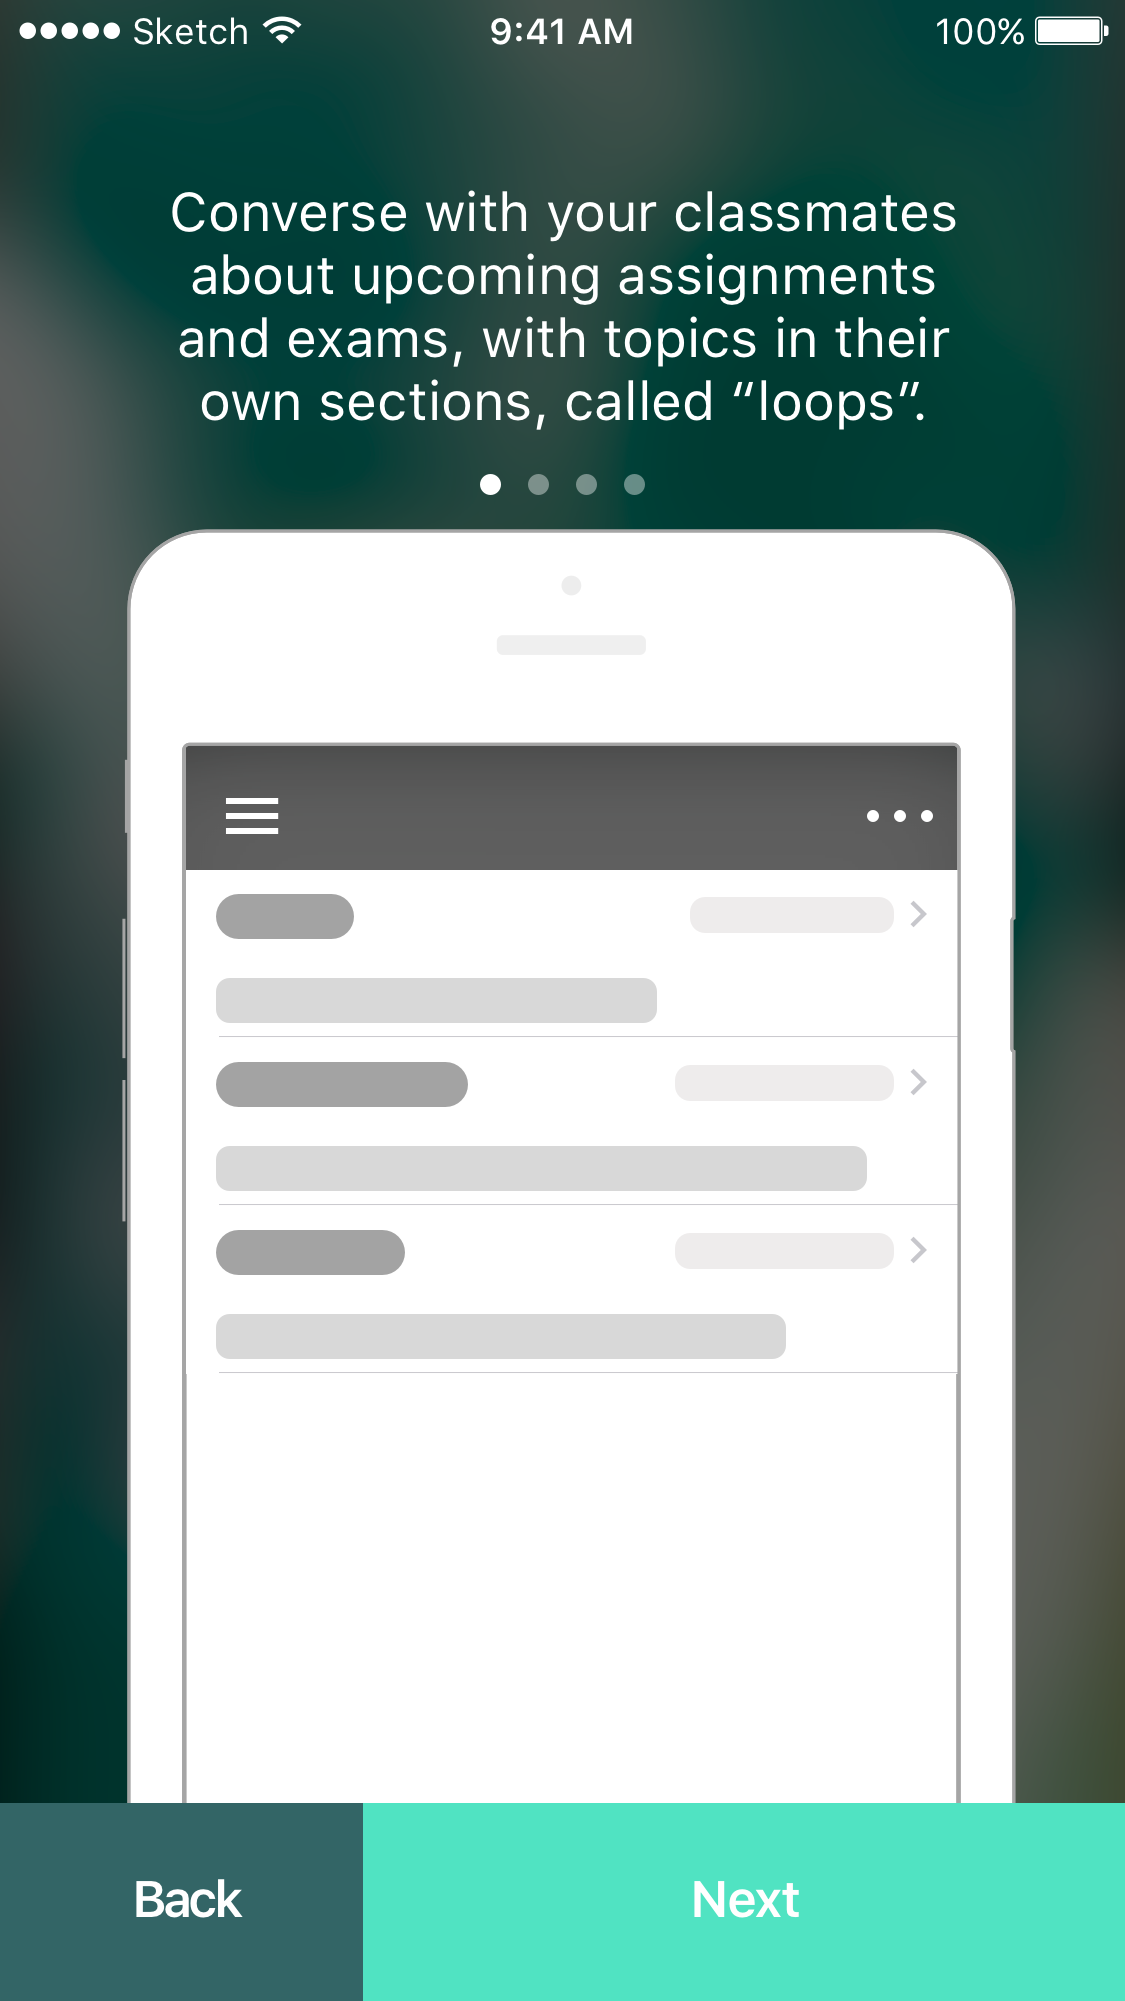 Sketch 9:41 AM 100%
Converse with your classmates
about upcoming assignments
and exams, with topics in their
own sections, called “loops”.
Back Next